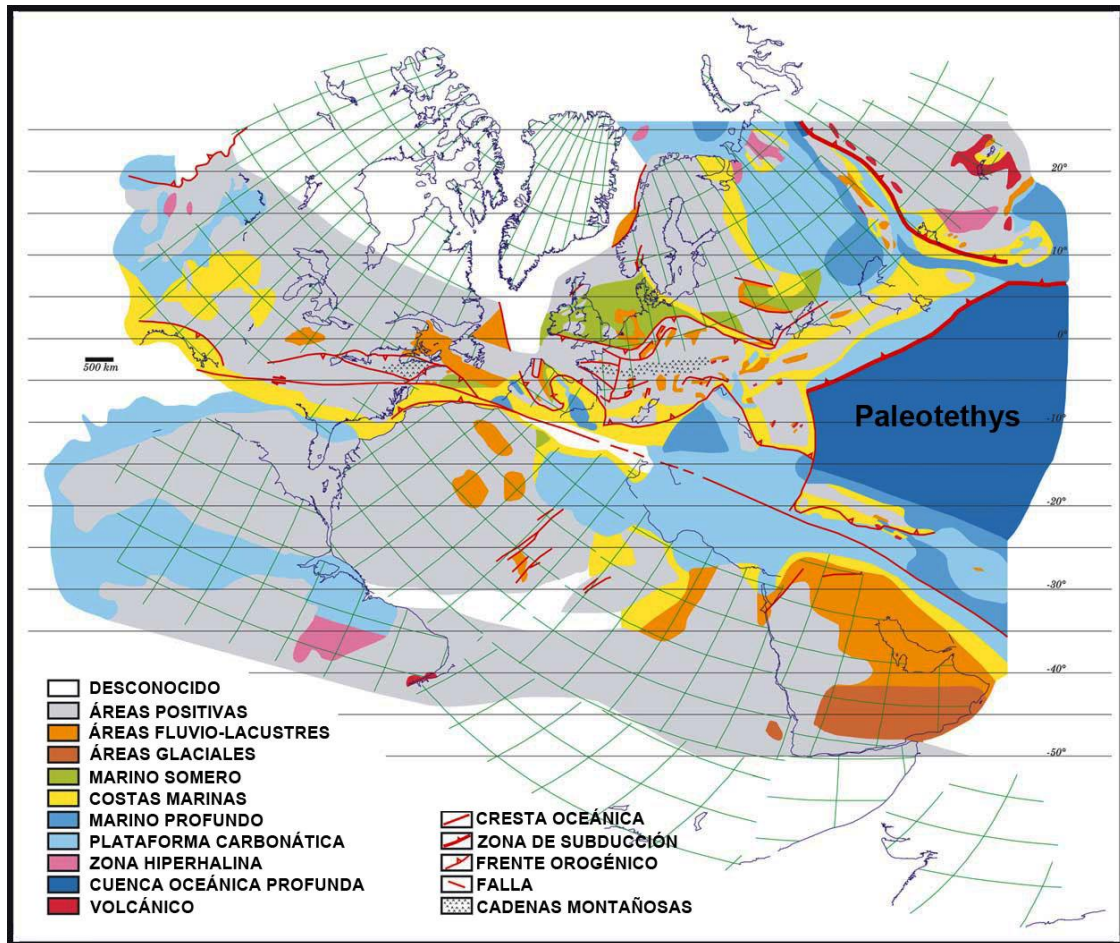 20°
10°
0°
500 km
-10°
Paleotethys
-20°
-30°
-40°
-50°
DESCONOCIDO
ÁREAS POSITIVAS
ÁREAS FLUVIO-LACUSTRES
ÁREAS GLACIALES
MARINO SOMERO
COSTAS MARINAS
MARINO PROFUNDO
PLATAFORMA CARBONÁTICA
ZONA HIPERHALINA
CUENCA OCEÁNICA PROFUNDA
VOLCÁNICO
CRESTA OCEÁNICA
ZONA DE SUBDUCCIÓN
FRENTE OROGÉNICO
FALLA
CADENAS MONTAÑOSAS